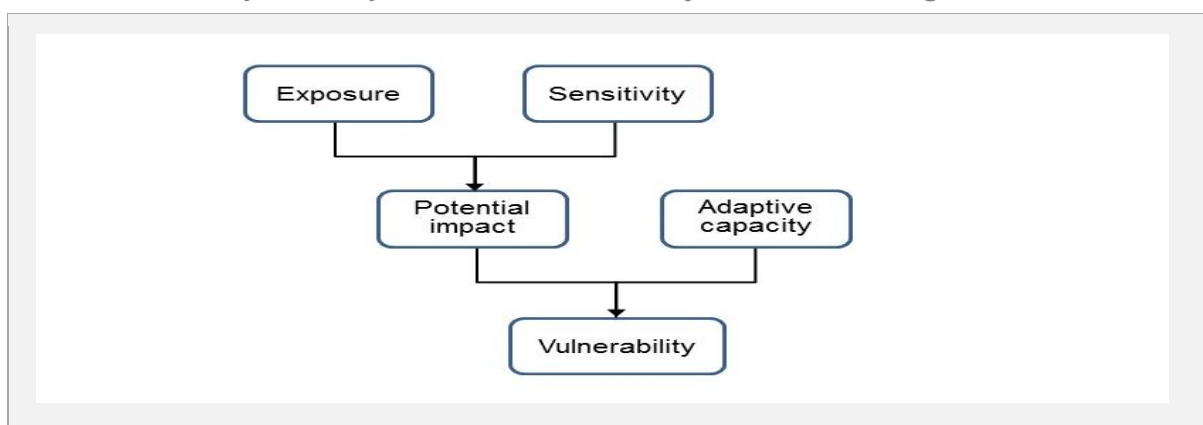 Exposure
Sensitivity
Potential
impact
Adaptive
capacity
Vulnerability